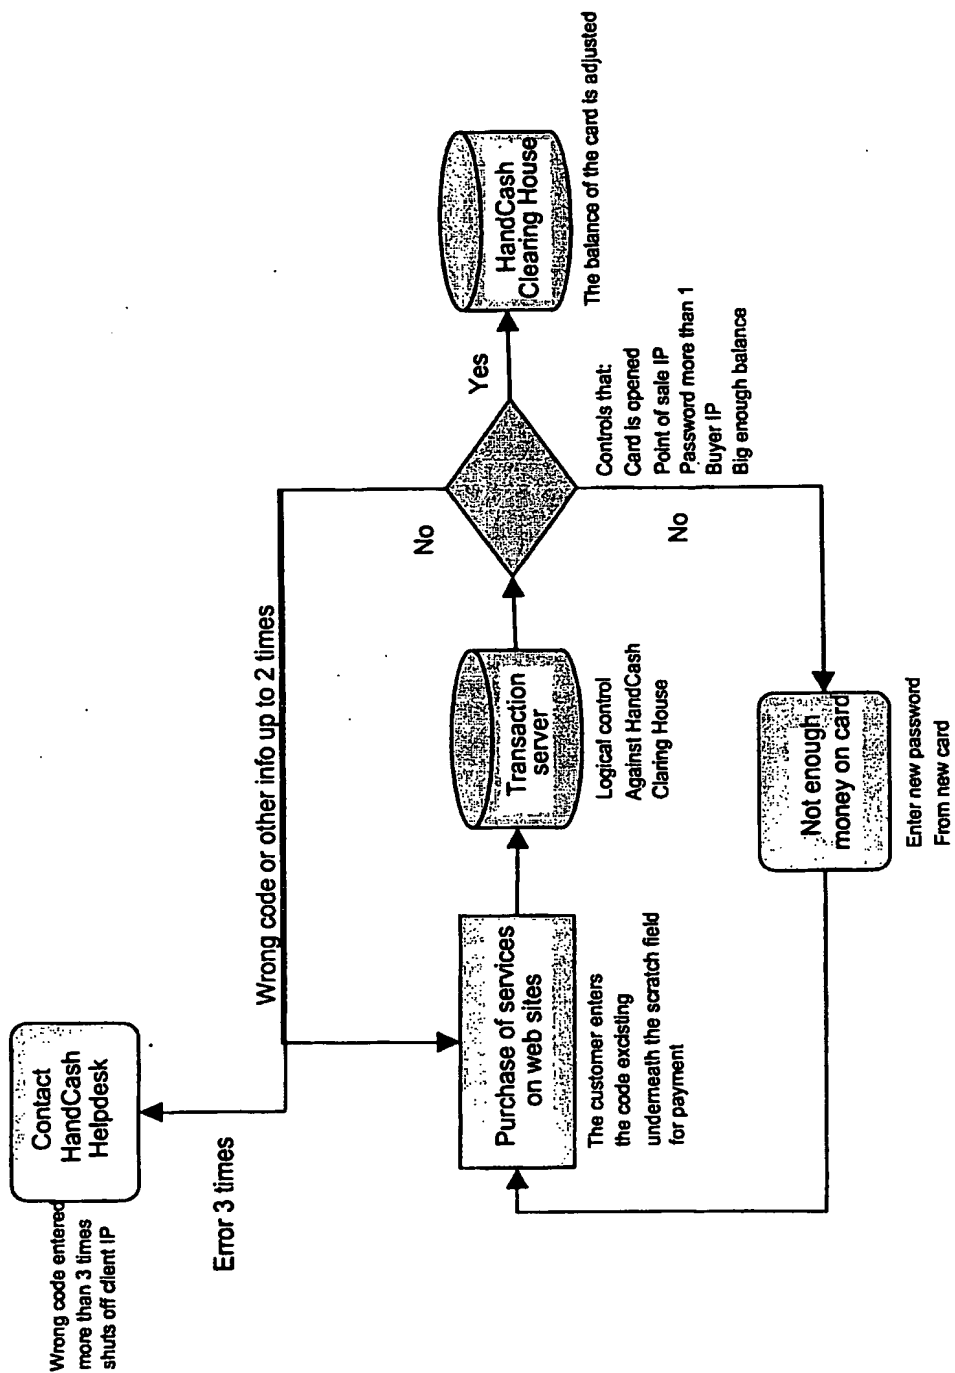 Wrong code entered
more than 3 times
shuts off client IP
Contact
HandCash
Helpdesk
Error 3 times
Wrong code or other info up to 2 times
Purchase of services
on web sites
The customer enters
the code excisting
underneath the scratch field
for payment
Transaction
server
Logical control
Against HandCash
Claring House
No
Yes
No
Controls that:
Card is opened
Point of sale IP
Password more than 1
Buyer IP
Big enough balance
HandCash
Clearing House
The balance of the card is adjusted
Not enough
money on card
Enter new password
From new card